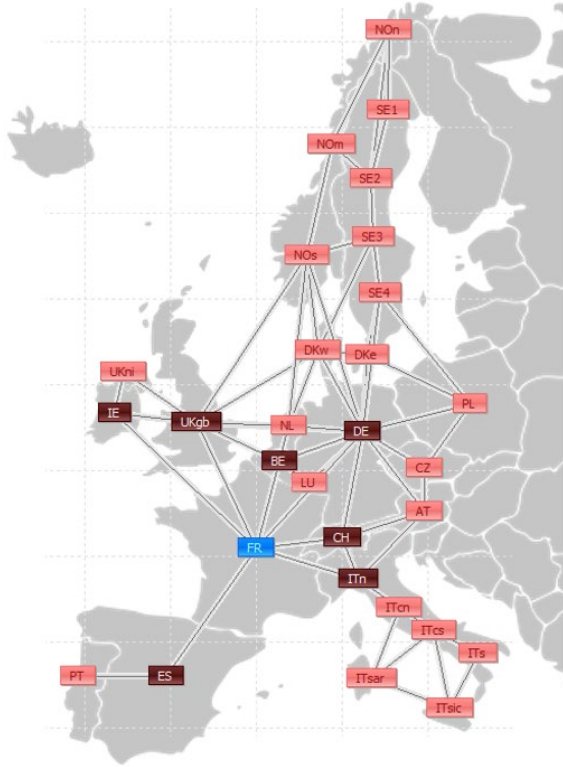 NOn
SE1
NOm
SE2
SE3
NOs
SE4
DKw
DKe
UKni
PL
IE
UKgb
NL
DE
BE
CZ
LU
AT
CH
FR
ITn
ITcn
ITcs
ITs
PT
ES
ITsar
ITsic